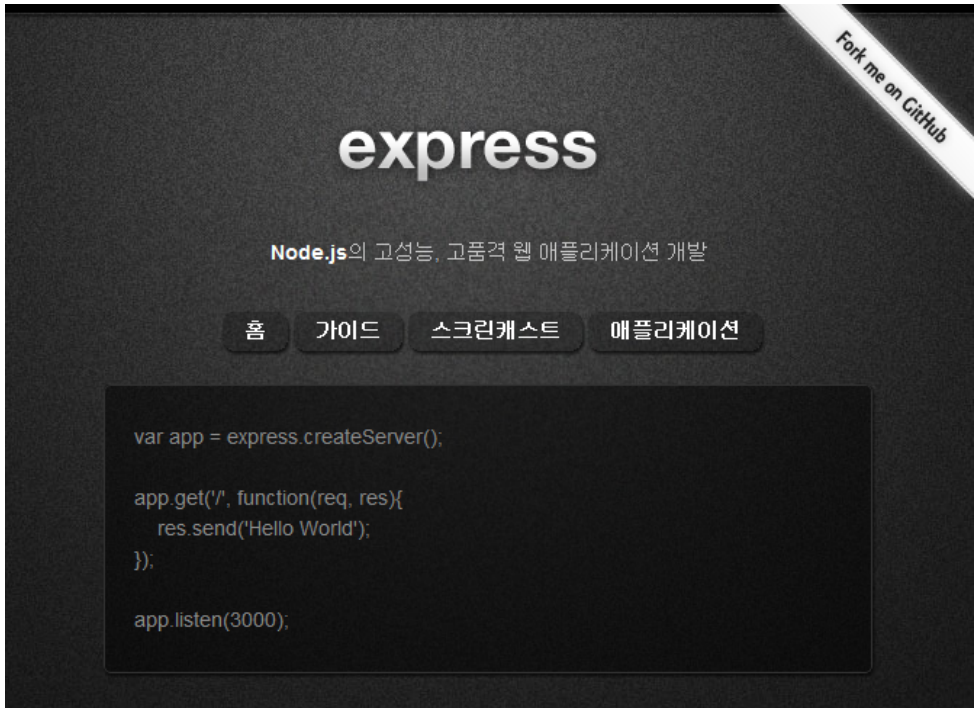 Fork me on GitHub
express
Node.js의 고성능, 고품격 웹 애플리케이션 개발
홈 가이드 스크린캐스트 애플리케이션
var app = express.createServer();
app.get('/', function(req, res){
res.send('Hello World');
});
app.listen(3000);